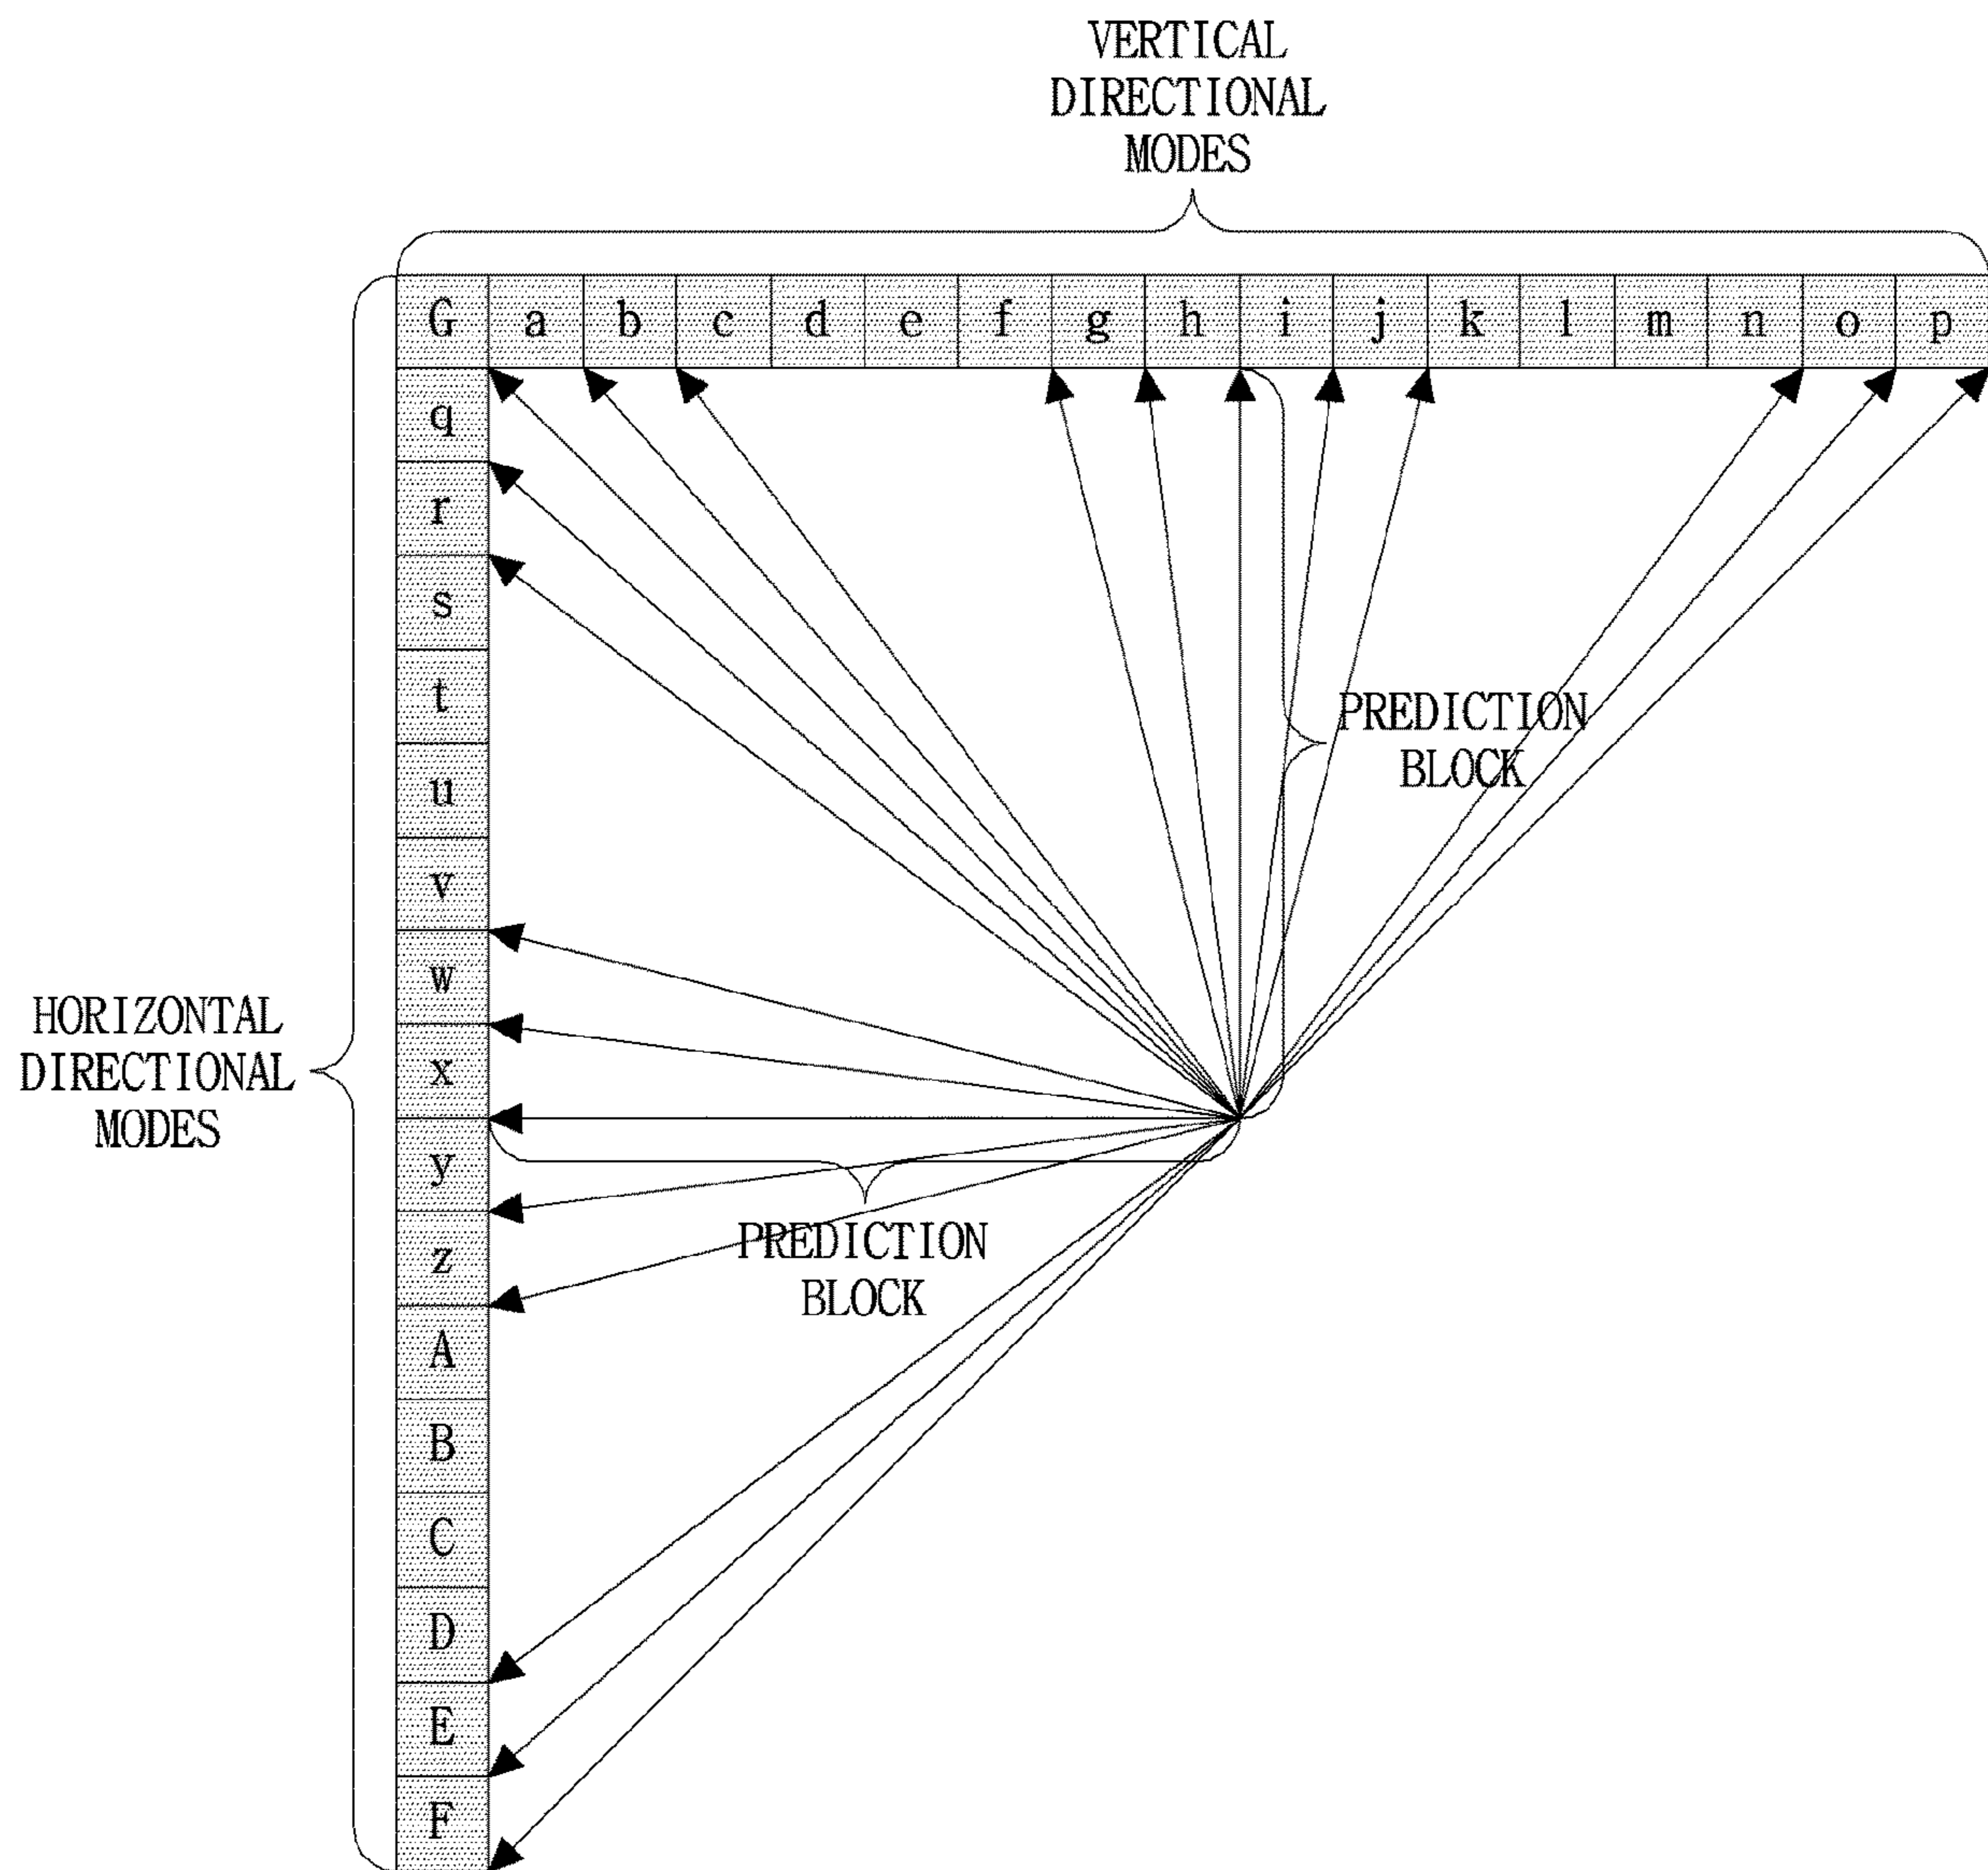 VERTICAL
DIRECTIONAL
MODES
G a b c d e f g h i j k l m n o p
q
r
s
t
u
v
w
x
y
z
A
B
C
D
E
F
PREDICTION
BLOCK
HORIZONTAL
DIRECTIONAL
MODES
PREDICTION
BLOCK